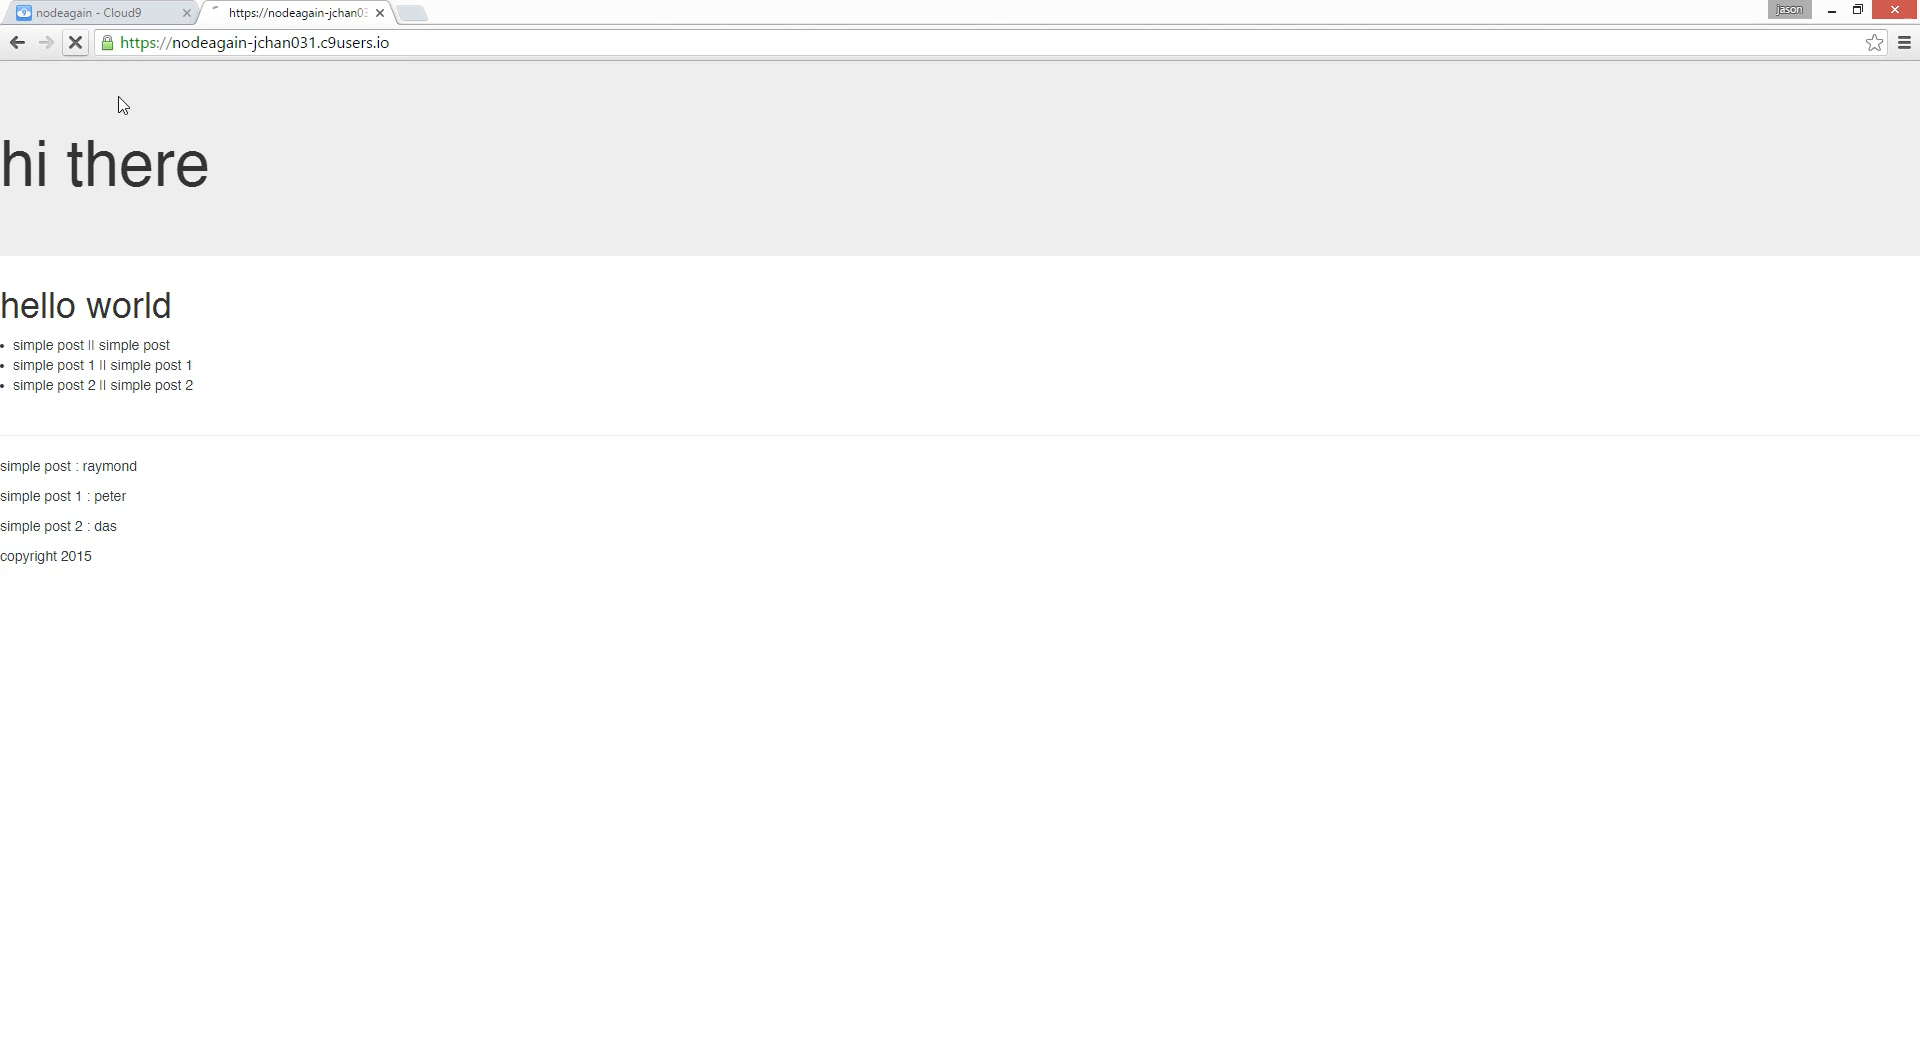 nodeagain - Cloud9
https://nodeagain-jchan03
jason
https://nodeagain-jchan031.c9users.io
hi there
hello world
• simple post || simple post
• simple post 1 || simple post 1
• simple post 2 || simple post 2
simple post : raymond
simple post 1 : peter
simple post 2 : das
copyright 2015